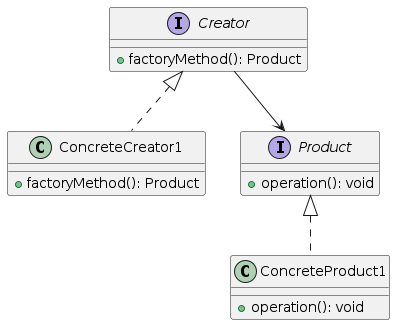 I Creator
factoryMethod(): Product
C ConcreteCreator1
factoryMethod(): Product
I Product
operation(): void
C ConcreteProduct1
operation(): void